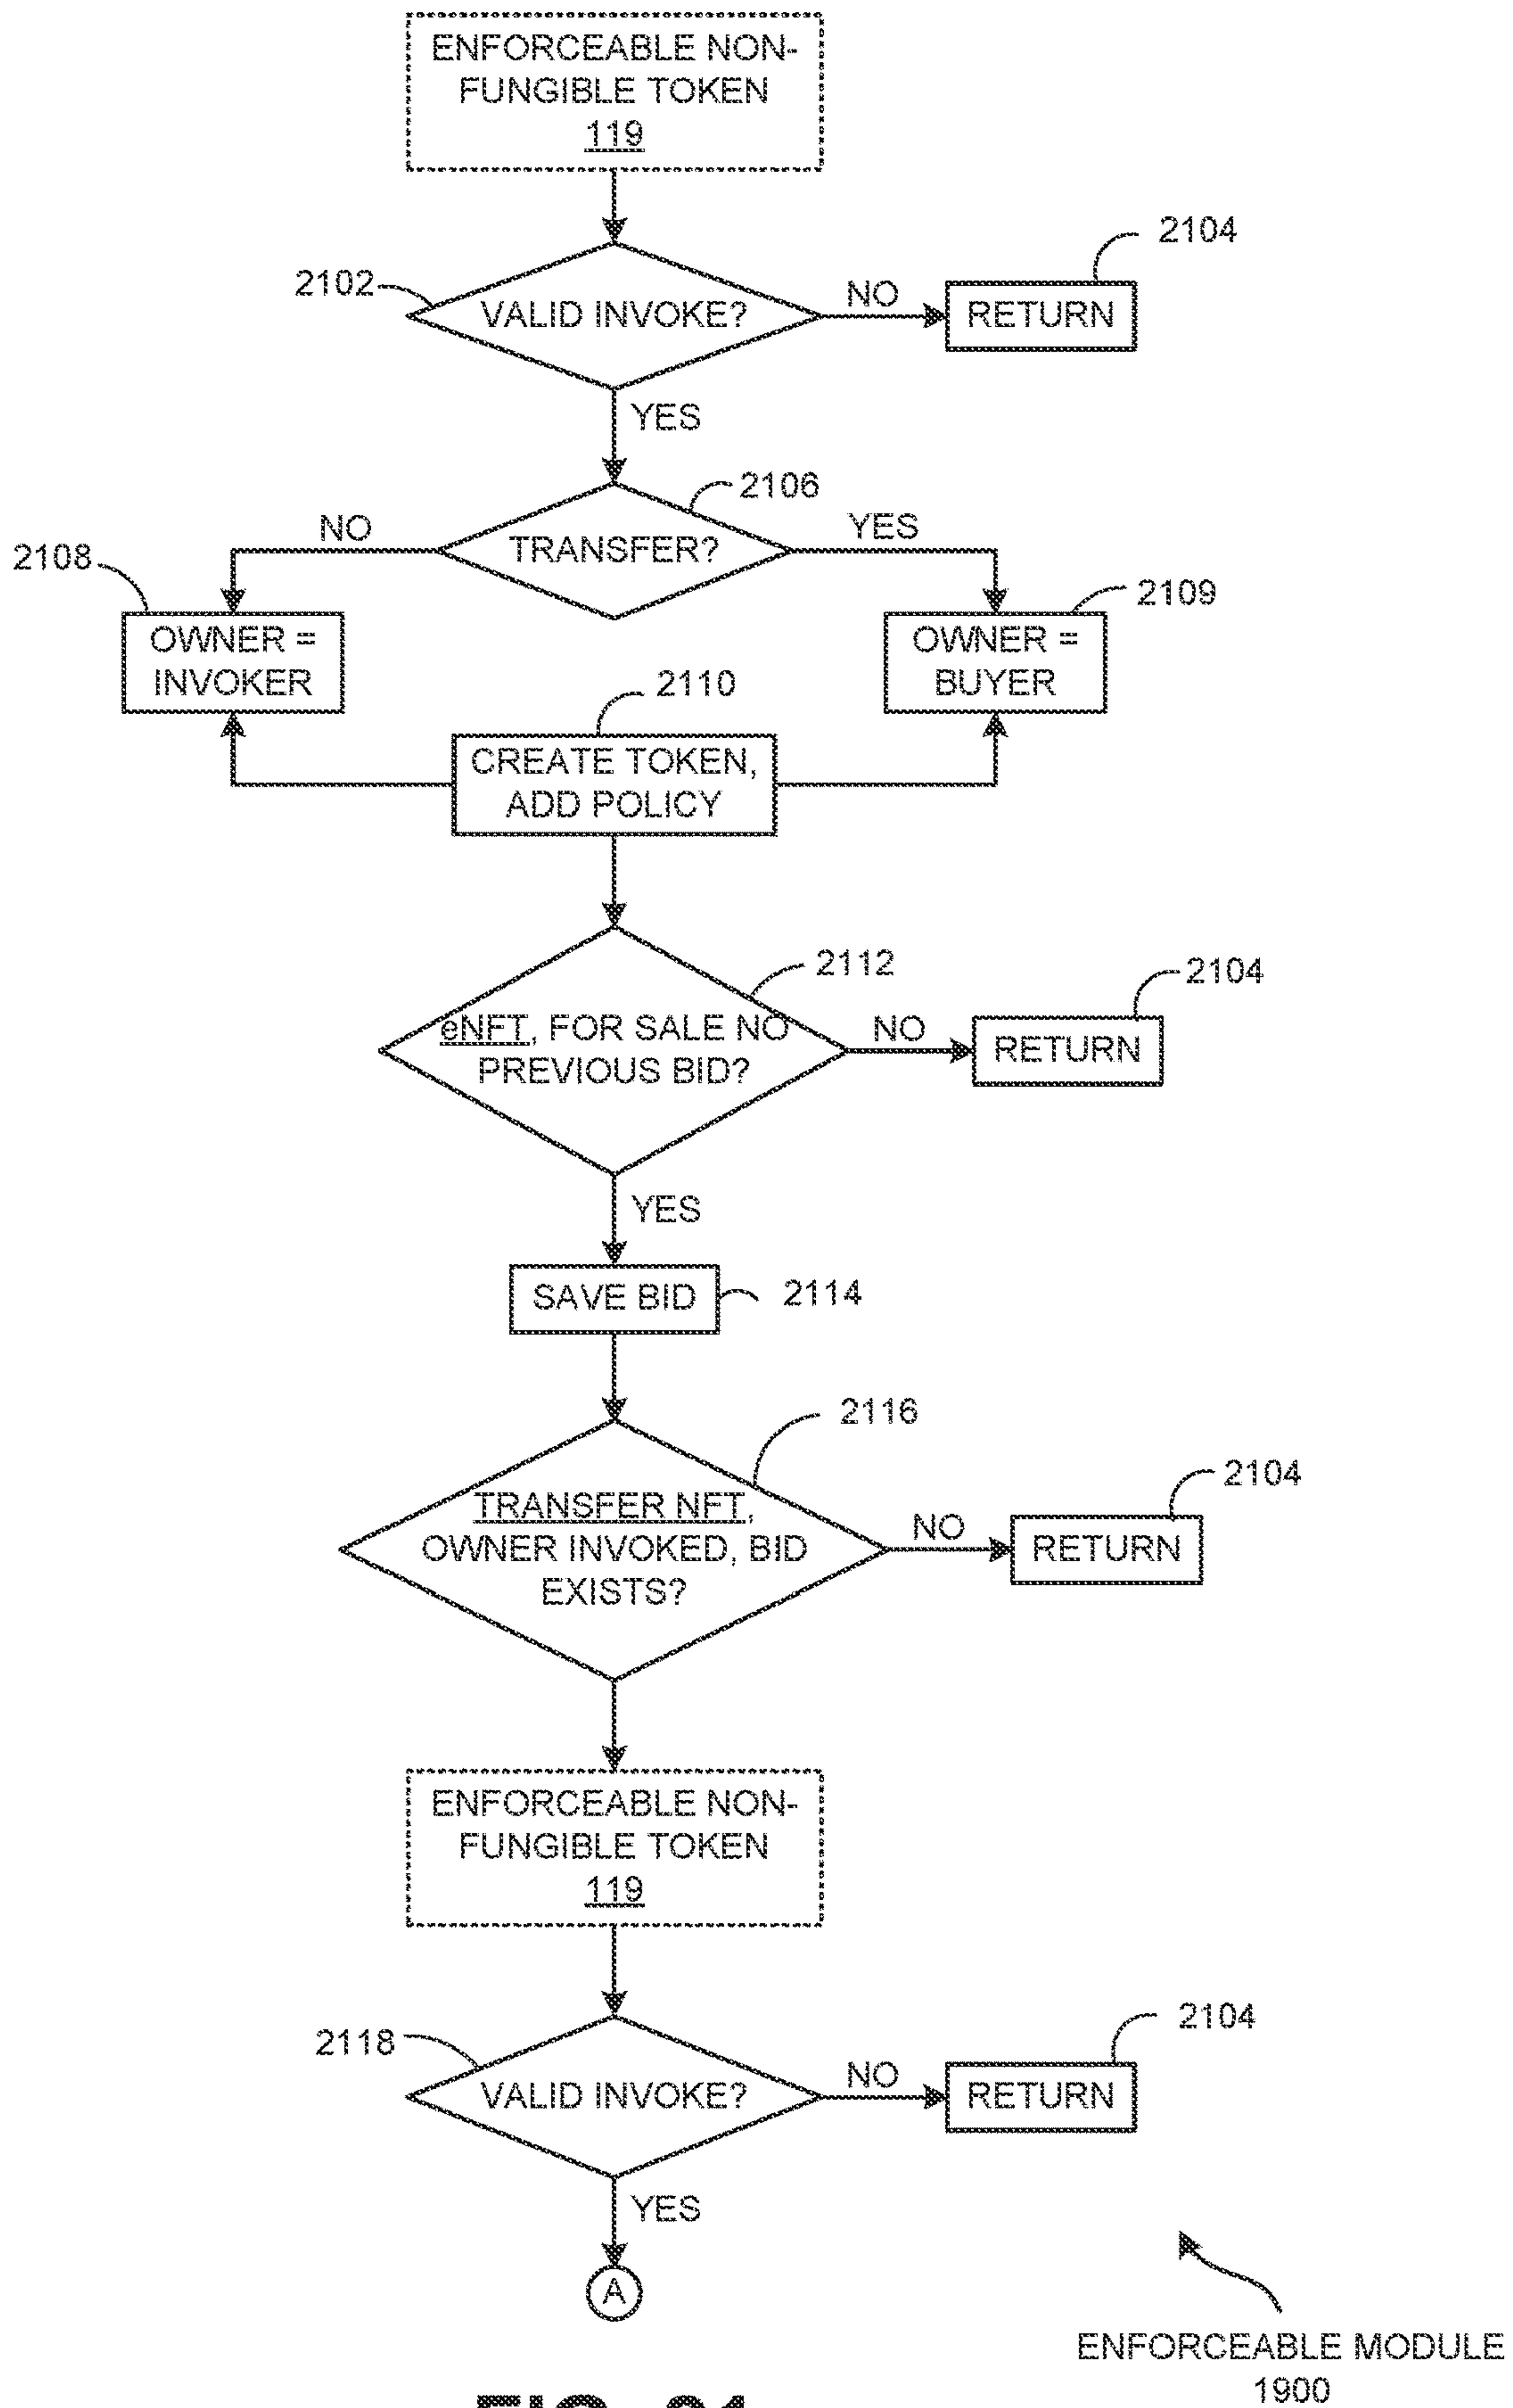 ENFORCEABLE NON-
FUNGIBLE TOKEN
119
2104
2102
VALID INVOKE?
NO
RETURN
YES
2106
NO
TRANSFER?
YES
2108
2109
OWNER =
INVOKER
OWNER =
BUYER
2110
CREATE TOKEN,
ADD POLICY
2112
2104
eNFT, FOR SALE NO
PREVIOUS BID?
NO
RETURN
YES
SAVE BID
2114
2116
2104
TRANSFER NFT,
OWNER INVOKED, BID
EXISTS?
NO
RETURN
ENFORCEABLE NON-
FUNGIBLE TOKEN
119
2104
2118
VALID INVOKE?
NO
RETURN
YES
A
ENFORCEABLE MODULE
1900